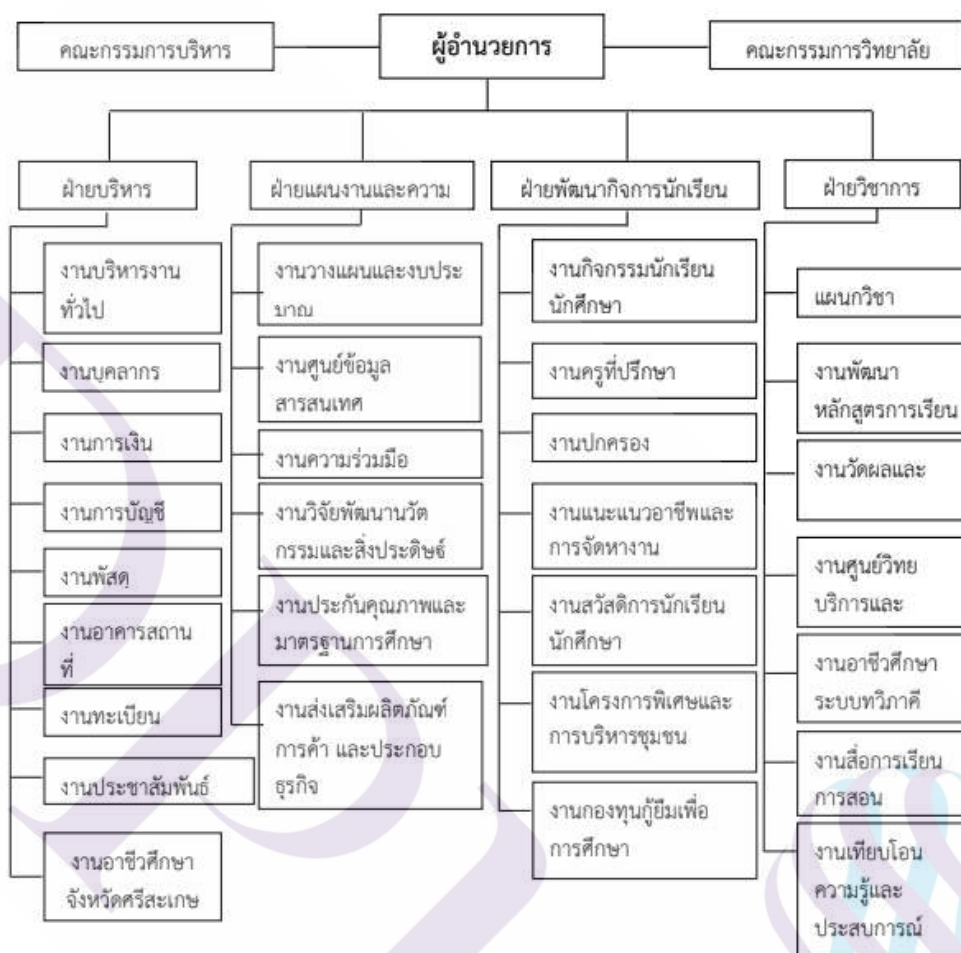 คณะกรรมการบริหาร
ผู้อำนวยการ
คณะกรรมการวิทยาลัย
ฝ่ายบริหาร
งานบริหารงาน
ทั่วไป
งานบุคลากร
งานการเงิน
งานการบัญชี
งานพัสดุ
งานอาคารสถาน
ที่
งานทะเบียน
งานประชาสัมพันธ์
งานอาชีวศึกษา
จังหวัดศรีสะเกษ
ฝ่ายแผนงานและความ
งานวางแผนและงบประ
มาณ
งานศูนย์ข้อมูล
สารสนเทศ
งานความร่วมมือ
งานวิจัยพัฒนานวัต
กรรมและสิ่งประดิษฐ์
งานประกันคุณภาพและ
มาตรฐานการศึกษา
งานส่งเสริมผลิตภัณฑ์
การค้า และประกอบ
ธุรกิจ
ฝ่ายพัฒนากิจการนักเรียน
งานกิจกรรมนักเรียน
นักศึกษา
งานครูที่ปรึกษา
งานปกครอง
งานแนะแนวอาชีพและ
การจัดหางาน
งานสวัสดิการนักเรียน
นักศึกษา
งานโครงการพิเศษและ
การบริหารชุมชน
งานกองทุนกู้ยืมเพื่อ
การศึกษา
ฝ่ายวิชาการ
แผนกวิชา
งานพัฒนา
หลักสูตรการเรียน
งานวัดผลและ
งานศูนย์วิทย
บริการและ
งานอาชีวศึกษา
ระบบทวิภาคี
งานสื่อการเรียน
การสอน
งานเทียบโอน
ความรู้และ
ประสบการณ์